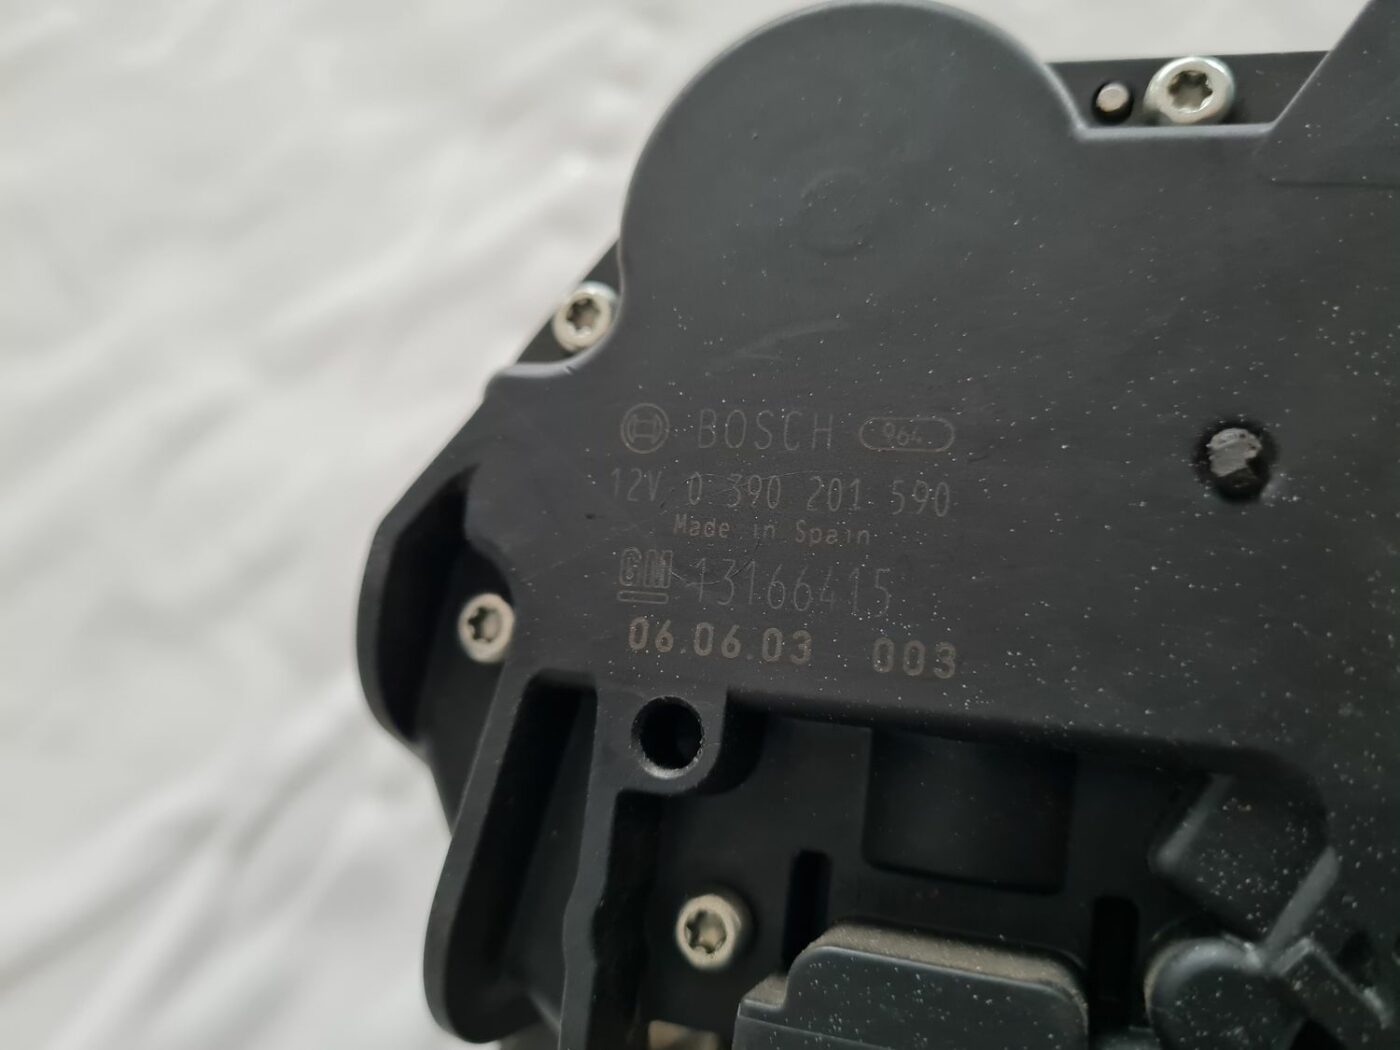 BOSCH 964
12V 0 390 201 590
Made in Spain
GM 13166415
06.06.03 003